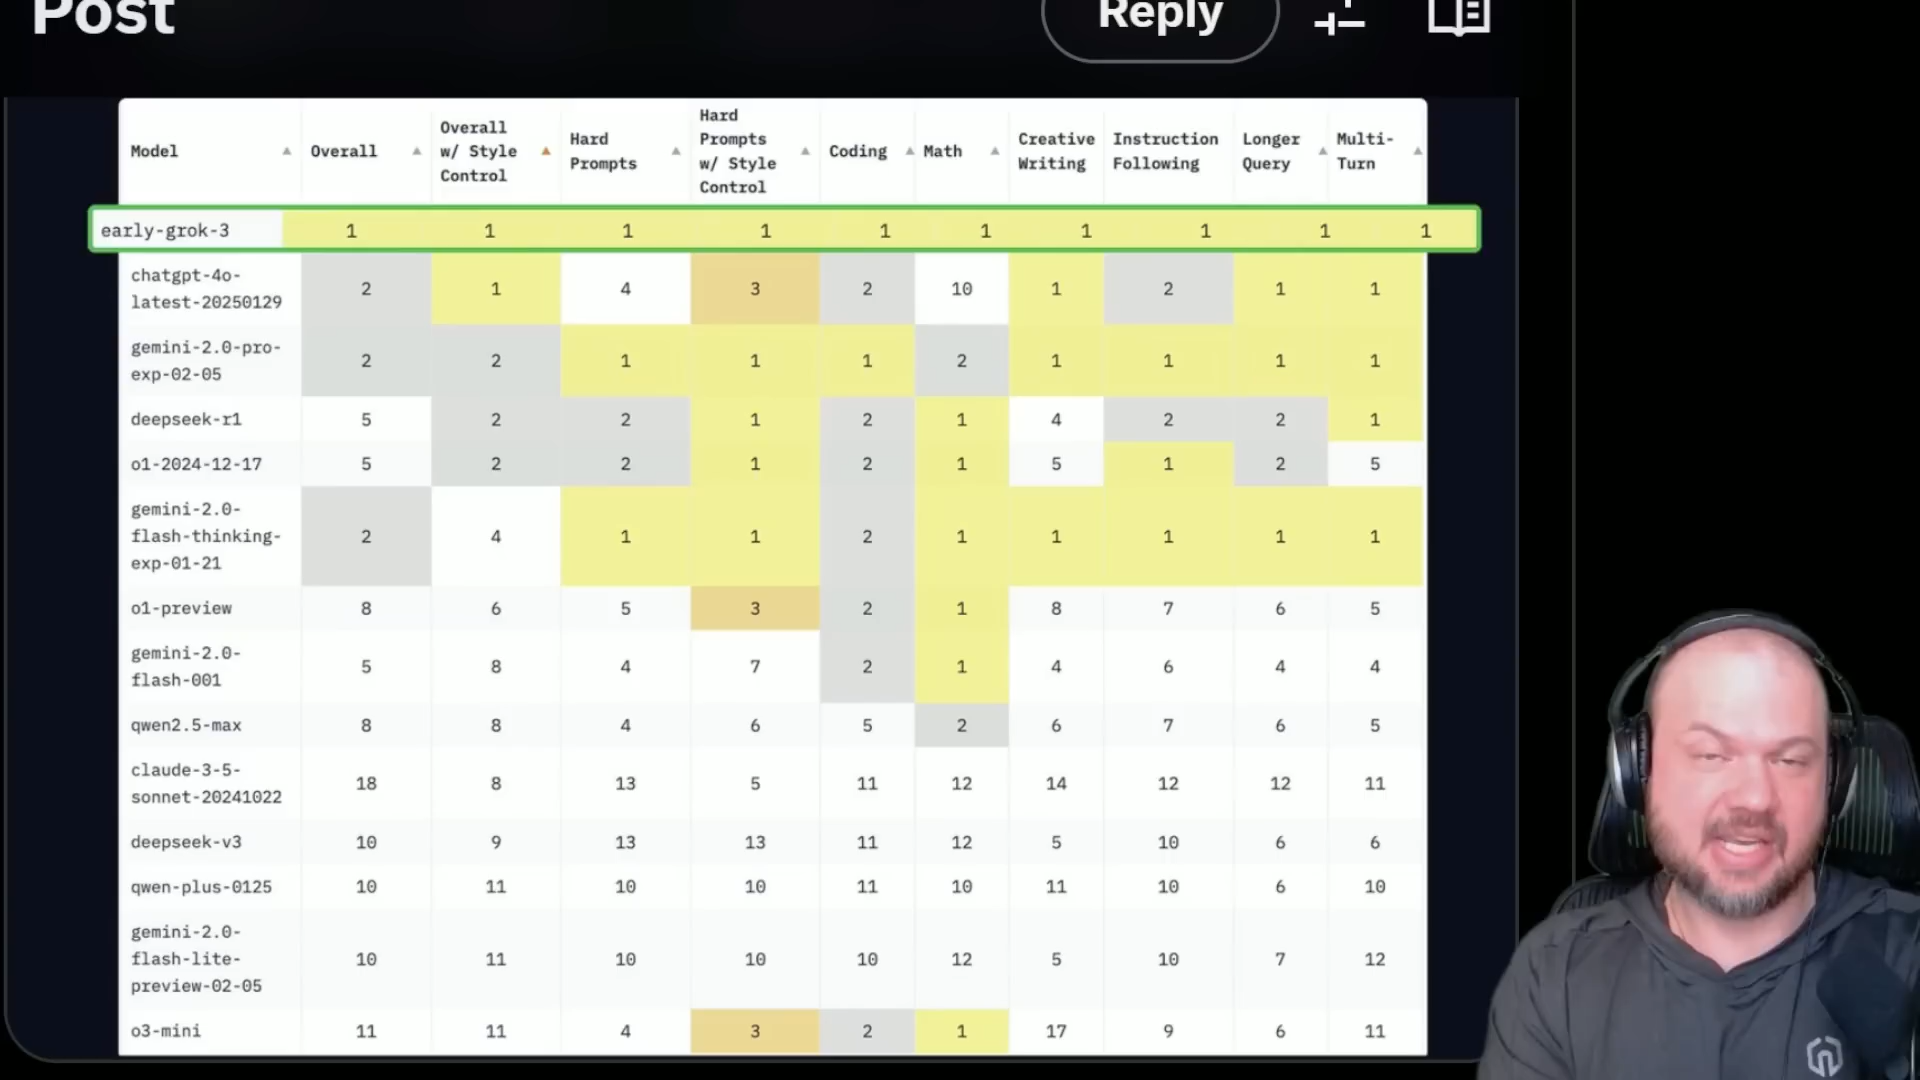 Post
Reply
Model Overall Overall w/ Style Control Hard Prompts Hard Prompts w/ Style Control Coding Math Creative Writing Instruction Following Longer Query Multi-Turn
early-grok-3 1 1 1 1 1 1 1 1 1 1
chatgpt-4o-latest-20250129 2 1 4 3 2 10 1 2 1 1
gemini-2.0-pro-exp-02-05 2 2 1 1 1 2 1 1 1 1
deepseek-r1 5 2 2 1 2 1 4 2 2 1
o1-2024-12-17 5 2 2 1 2 1 5 1 2 5
gemini-2.0-flash-thinking-exp-01-21 2 4 1 1 2 1 1 1 1 1
o1-preview 8 6 5 3 2 1 8 7 6 5
gemini-2.0-flash-001 5 8 4 7 2 1 4 6 4 4
qwen2.5-max 8 8 4 6 5 2 6 7 6 5
claude-3-5-sonnet-20241022 18 8 13 5 11 12 14 12 12 11
deepseek-v3 10 9 13 13 11 12 5 10 6 6
qwen-plus-0125 10 11 10 10 11 10 11 10 6 10
gemini-2.0-flash-lite-preview-02-05 10 11 10 10 10 12 5 10 7 12
o3-mini 11 11 4 3 2 1 17 9 6 11